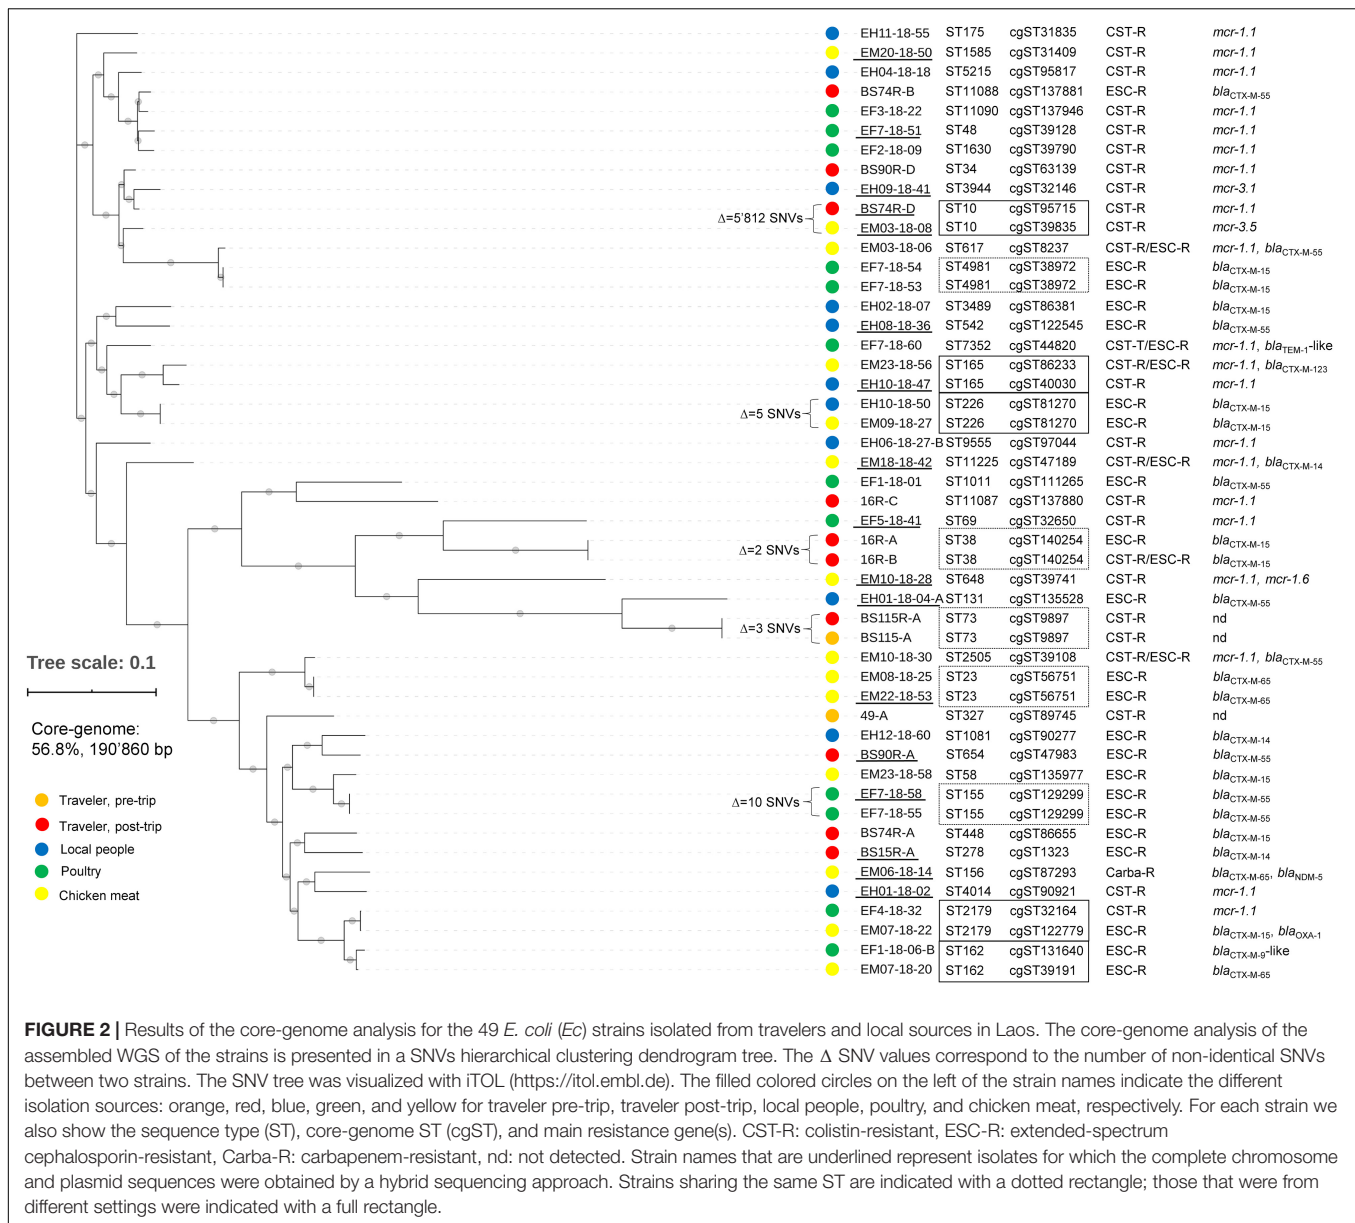 EH11-18-55 ST175 cgST31835 CST-R mcr-1.1
EM20-18-50 ST1585 cgST31409 CST-R mcr-1.1
EH04-18-18 ST5215 cgST95817 CST-R mcr-1.1
BS74R-B ST11088 cgST137881 ESC-R blaCTX-M-55
EF3-18-22 ST11090 cgST137946 CST-R mcr-1.1
EF7-18-51 ST48 cgST39128 CST-R mcr-1.1
EF2-18-09 ST1630 cgST39790 CST-R mcr-1.1
BS90R-D ST34 cgST63139 CST-R mcr-1.1
EH09-18-41 ST3944 cgST32146 CST-R mcr-3.1
Δ=5'812 SNVs
BS74R-D ST10 cgST95715 CST-R mcr-1.1
EM03-18-08 ST10 cgST39835 CST-R mcr-3.5
EM03-18-06 ST617 cgST8237 CST-R/ESC-R mcr-1.1, blaCTX-M-55
EF7-18-54 ST4981 cgST38972 ESC-R blaCTX-M-15
EF7-18-53 ST4981 cgST38972 ESC-R blaCTX-M-15
EH02-18-07 ST3489 cgST86381 ESC-R blaCTX-M-15
EH08-18-36 ST542 cgST122545 ESC-R blaCTX-M-55
EF7-18-60 ST7352 cgST44820 CST-T/ESC-R mcr-1.1, blaTEM-1-like
EM23-18-56 ST165 cgST86233 CST-R/ESC-R mcr-1.1, blaCTX-M-123
EH10-18-47 ST165 cgST40030 CST-R mcr-1.1
Δ=5 SNVs
EH10-18-50 ST226 cgST81270 ESC-R blaCTX-M-15
EM09-18-27 ST226 cgST81270 ESC-R blaCTX-M-15
EH06-18-27-B ST9555 cgST97044 CST-R mcr-1.1
EM18-18-42 ST11225 cgST47189 CST-R/ESC-R mcr-1.1, blaCTX-M-14
EF1-18-01 ST1011 cgST111265 ESC-R blaCTX-M-55
16R-C ST11087 cgST137880 CST-R mcr-1.1
EF5-18-41 ST69 cgST32650 CST-R mcr-1.1
Δ=2 SNVs
16R-A ST38 cgST140254 ESC-R blaCTX-M-15
16R-B ST38 cgST140254 CST-R/ESC-R blaCTX-M-15
EM10-18-28 ST648 cgST39741 CST-R mcr-1.1, mcr-1.6
EH01-18-04-A ST131 cgST135528 ESC-R blaCTX-M-55
Δ=3 SNVs
BS115R-A ST73 cgST9897 CST-R nd
BS115-A ST73 cgST9897 CST-R nd
EM10-18-30 ST2505 cgST39108 CST-R/ESC-R mcr-1.1, blaCTX-M-55
EM08-18-25 ST23 cgST56751 ESC-R blaCTX-M-65
EM22-18-53 ST23 cgST56751 ESC-R blaCTX-M-65
49-A ST327 cgST89745 CST-R nd
EH12-18-60 ST1081 cgST90277 ESC-R blaCTX-M-14
BS90R-A ST654 cgST47983 ESC-R blaCTX-M-55
EM23-18-58 ST58 cgST135977 ESC-R blaCTX-M-15
Δ=10 SNVs
EF7-18-58 ST155 cgST129299 ESC-R blaCTX-M-55
EF7-18-55 ST155 cgST129299 ESC-R blaCTX-M-55
BS74R-A ST448 cgST86655 ESC-R blaCTX-M-15
BS15R-A ST278 cgST1323 ESC-R blaCTX-M-14
EM06-18-14 ST156 cgST87293 Carba-R blaCTX-M-65, blaNDM-5
EH01-18-02 ST4014 cgST90921 CST-R mcr-1.1
EF4-18-32 ST2179 cgST32164 CST-R mcr-1.1
EM07-18-22 ST2179 cgST122779 ESC-R blaCTX-M-15, blaOXA-1
EF1-18-06-B ST162 cgST131640 ESC-R blaCTX-M-9-like
EM07-18-20 ST162 cgST39191 ESC-R blaCTX-M-65
Tree scale: 0.1
Core-genome:
56.8%, 190'860 bp
Traveler, pre-trip
Traveler, post-trip
Local people
Poultry
Chicken meat
FIGURE 2 | Results of the core-genome analysis for the 49 E. coli (Ec) strains isolated from travelers and local sources in Laos. The core-genome analysis of the
assembled WGS of the strains is presented in a SNVs hierarchical clustering dendrogram tree. The Δ SNV values correspond to the number of non-identical SNVs
between two strains. The SNV tree was visualized with iTOL (https://itol.embl.de). The filled colored circles on the left of the strain names indicate the different
isolation sources: orange, red, blue, green, and yellow for traveler pre-trip, traveler post-trip, local people, poultry, and chicken meat, respectively. For each strain we
also show the sequence type (ST), core-genome ST (cgST), and main resistance gene(s). CST-R: colistin-resistant, ESC-R: extended-spectrum
cephalosporin-resistant, Carba-R: carbapenem-resistant, nd: not detected. Strain names that are underlined represent isolates for which the complete chromosome
and plasmid sequences were obtained by a hybrid sequencing approach. Strains sharing the same ST are indicated with a dotted rectangle; those that were from
different settings were indicated with a full rectangle.